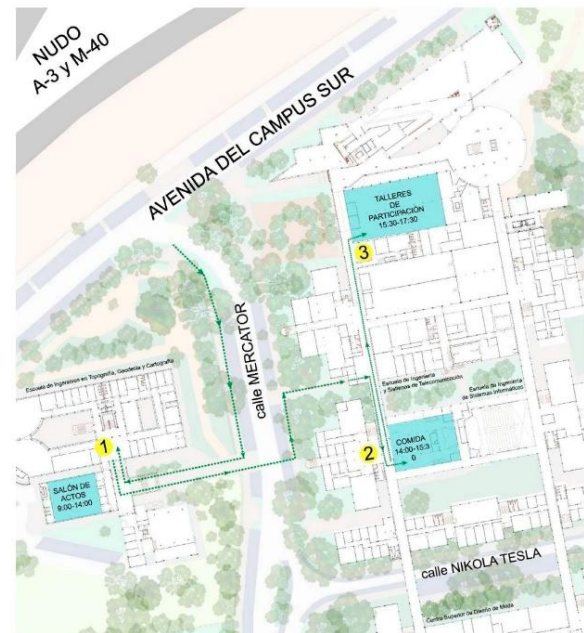 NUDO
A-3 y M-40
AVENIDA DEL CAMPUS SUR
TALLERES
DE
PARTICIPACIÓN
15:30-17:30
3
calle MERCATOR
Escuela de Ingenieros en Topografía, Geodesia y Cartografía
Escuela de Ingeniería
y Sistemas de Telecomunicación
Escuela de Ingeniería
de Sistemas Informáticos
1
2
COMIDA
14:00-15:3
0
SALÓN DE
ACTOS
9:00-14:00
calle NIKOLA TESLA
Centro Superior de Diseño de Moda